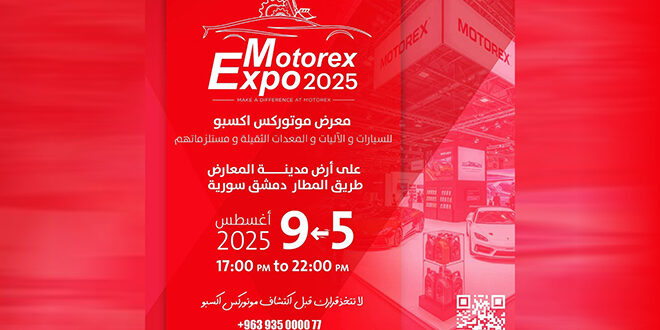 Motorex
Expo 2025
MAKE A DIFFERENCE AT MOTOREX
MOTOREX
معرض موتوركس اكسبو
للسيارات و الآليات و المعدات الثقيلة و مستلزماتهم
على أرض مدينـــــــة المعارض
طريق المطار دمشق سورية
5←9 أغسطس
2025
17:00 PM to 22:00 PM
لا تتخذ قرارك قبل اكتشاف موتوركس اكسبو
+963 935 0000 77